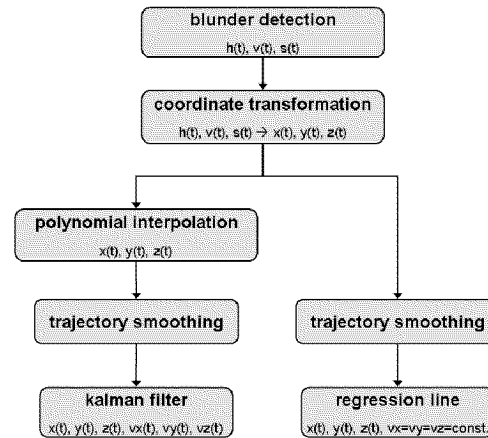 blunder detection
h(t), v(t), s(t)
coordinate transformation
h(t), v(t), s(t) → x(t), y(t), z(t)
polynomial interpolation
x(t), y(t), z(t)
trajectory smoothing
trajectory smoothing
kalman filter
x(t), y(t), z(t), vx(t), vy(t), vz(t)
regression line
x(t), y(t), z(t), vx=vy=vz=const.